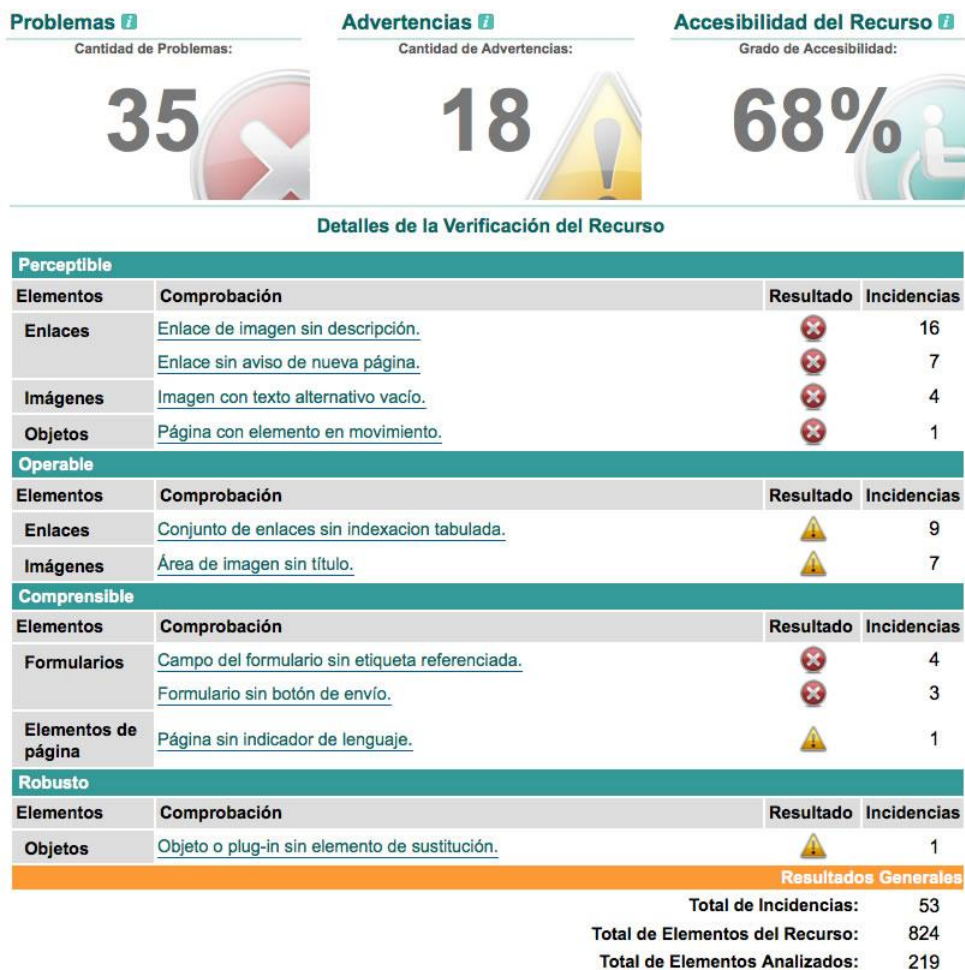 Problemas i
Advertencias i
Accesibilidad del Recurso i
Cantidad de Problemas:
Cantidad de Advertencias:
Grado de Accesibilidad:
35
18
68%
Detalles de la Verificación del Recurso
Perceptible
Elementos Comprobación Resultado Incidencias
Enlaces Enlace de imagen sin descripción. 16
Enlace sin aviso de nueva página. 7
Imágenes Imagen con texto alternativo vacío. 4
Objetos Página con elemento en movimiento. 1
Operable
Elementos Comprobación Resultado Incidencias
Enlaces Conjunto de enlaces sin indexacion tabulada. 9
Imágenes Área de imagen sin título. 7
Comprensible
Elementos Comprobación Resultado Incidencias
Formularios Campo del formulario sin etiqueta referenciada. 4
Formulario sin botón de envío. 3
Elementos de
página Página sin indicador de lenguaje. 1
Robusto
Elementos Comprobación Resultado Incidencias
Objetos Objeto o plug-in sin elemento de sustitución. 1
Resultados Generales
Total de Incidencias: 53
Total de Elementos del Recurso: 824
Total de Elementos Analizados: 219